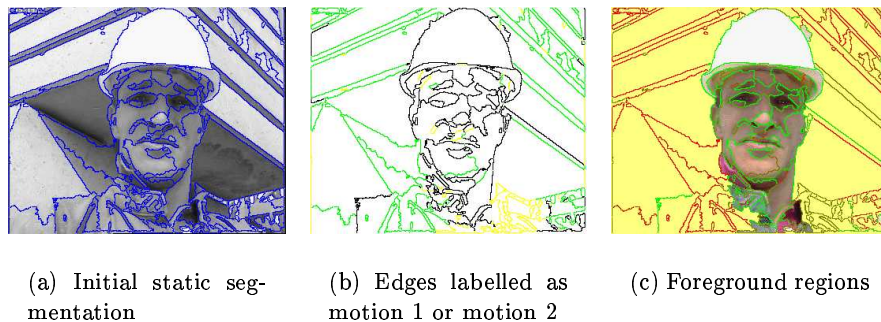 (a) Initial static seg-
mentation
(b) Edges labelled as
motion 1 or motion 2
(c) Foreground regions